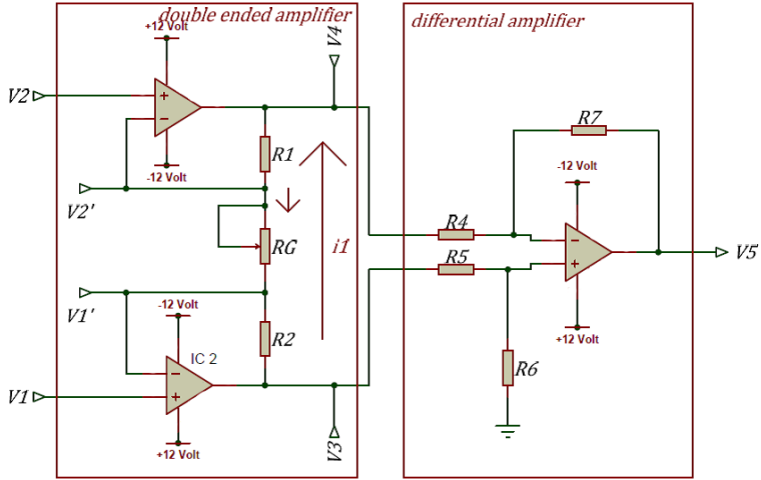 double ended amplifier
differential amplifier
+12 Volt
V4
V2
R7
R1
-12 Volt
-12 Volt
V2'
R4
RG
i1
V5
R5
V1'
-12 Volt
R2
+12 Volt
IC 2
R6
V1
+12 Volt
V3